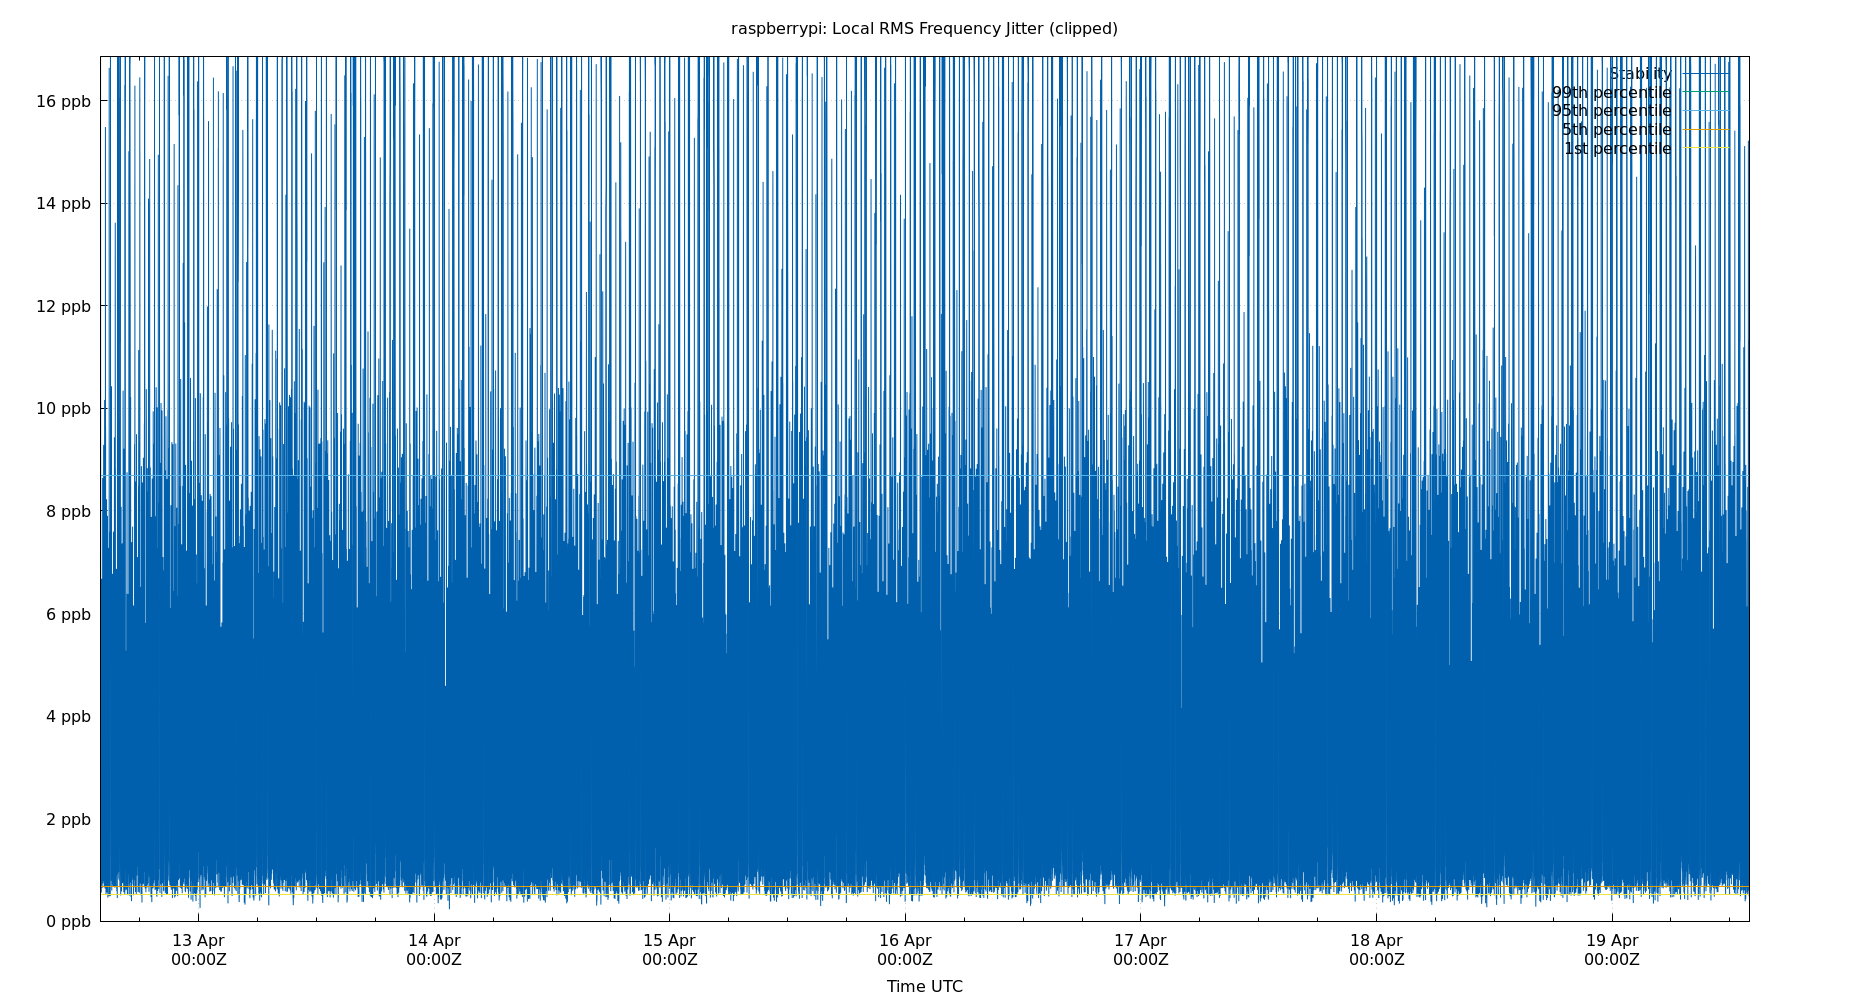 raspberrypi: Local RMS Frequency Jitter (clipped)
Stability
99th percentile
95th percentile
5th percentile
1st percentile
16 ppb
14 ppb
12 ppb
10 ppb
8 ppb
6 ppb
4 ppb
2 ppb
0 ppb
13 Apr 14 Apr 15 Apr 16 Apr 17 Apr 18 Apr 19 Apr
00:00Z 00:00Z 00:00Z 00:00Z 00:00Z 00:00Z 00:00Z
Time UTC